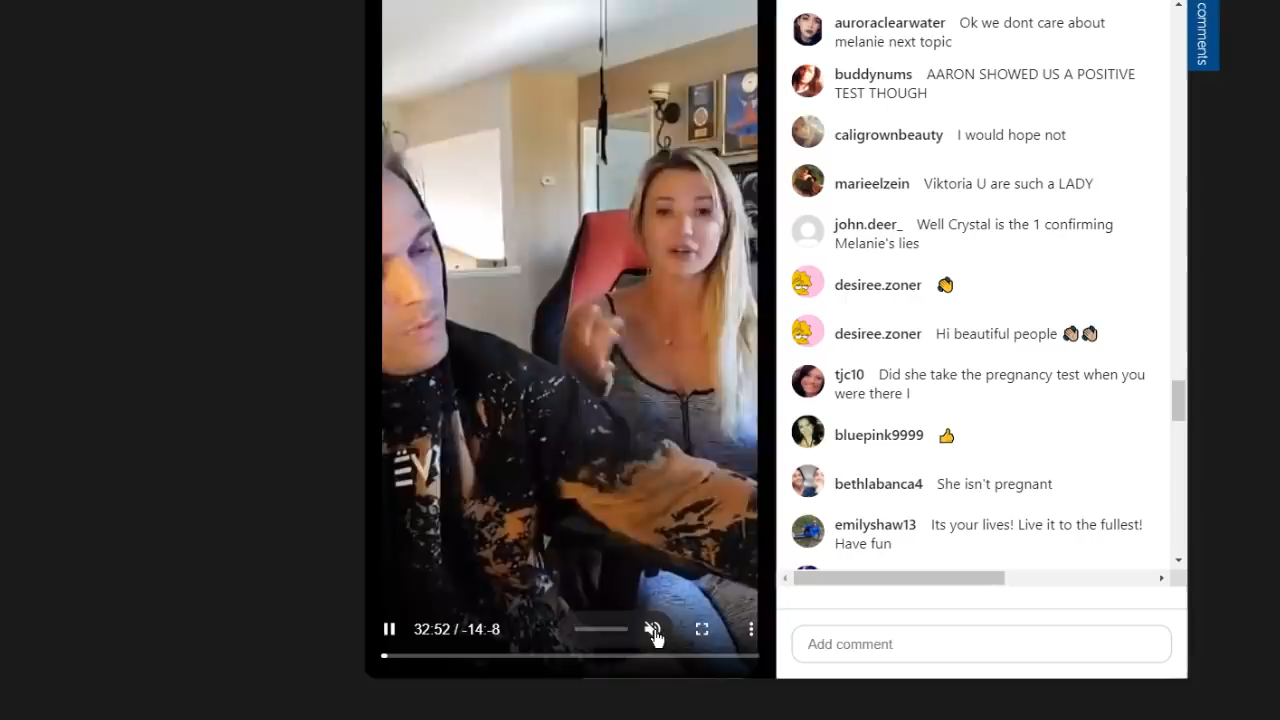 comments
auroraclearwater Ok we dont care about
melanie next topic
buddynums AARON SHOWED US A POSITIVE
TEST THOUGH
caligrownbeauty I would hope not
marieelzein Viktoria U are such a LADY
john.deer_ Well Crystal is the 1 confirming
Melanie's lies
desiree.zoner
desiree.zoner Hi beautiful people
tjc10 Did she take the pregnancy test when you
were there I
bluepink9999
bethlabanca4 She isn't pregnant
emilyshaw13 Its your lives! Live it to the fullest!
Have fun
32:52 / -14:-8
Add comment